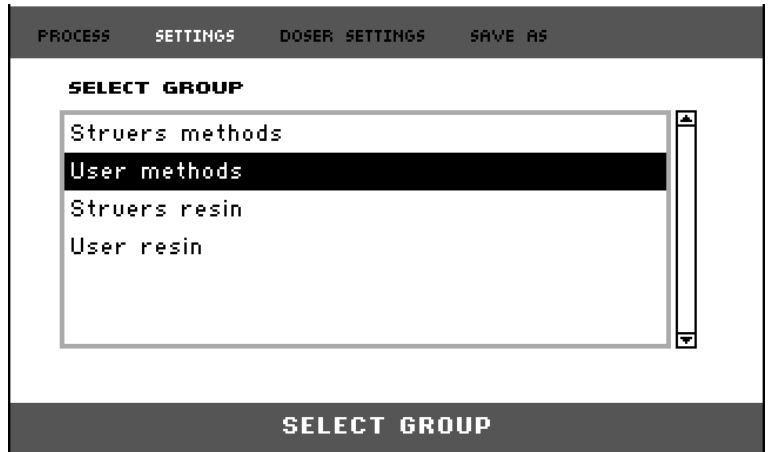 PROCESS SETTINGS DOSER SETTINGS SAVE AS
SELECT GROUP
Struers methods
User methods
Struers resin
User resin
SELECT GROUP